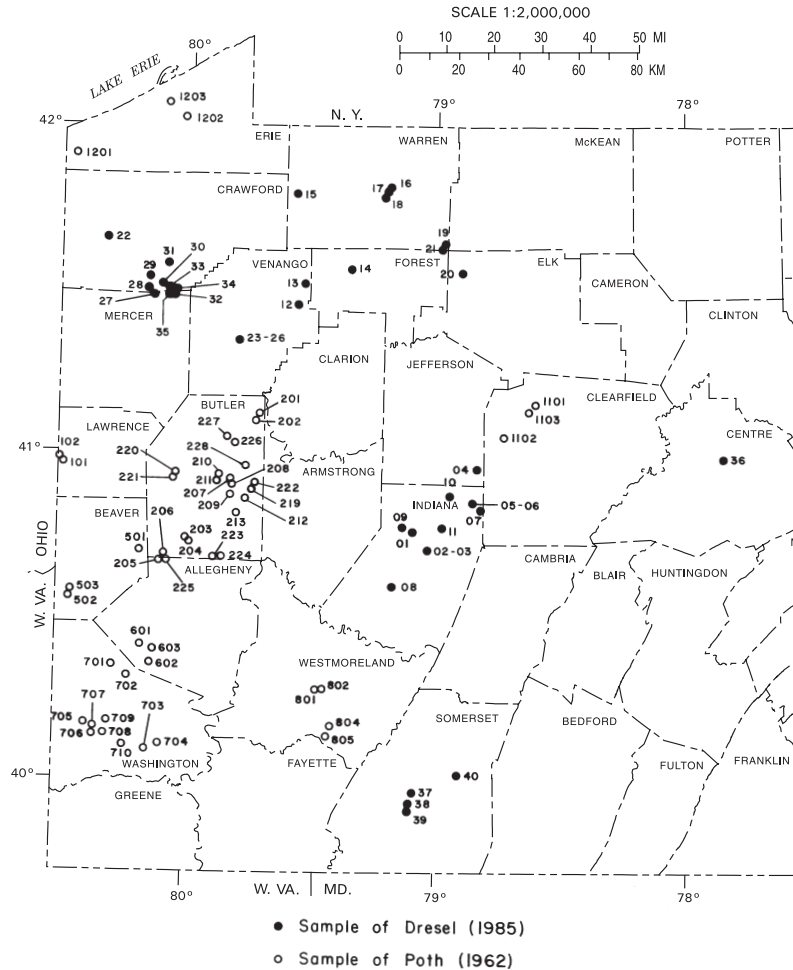 SCALE 1:2,000,000
0 10 20 30 40 50 MI
0 20 40 60 80 KM
80°
LAKE ERIE
79°
78°
42°
N. Y.
1203
1202
1201
ERIE
WARREN
McKEAN
POTTER
CRAWFORD
15
17
16
18
22
19
21
31
30
29
33
28
34
27
32
35
VENANGO
14
FOREST
20
ELK
13
12
CAMERON
CLINTON
MERCER
23-26
CLARION
JEFFERSON
CLEARFIELD
BUTLER
201
202
1101
1103
1102
LAWRENCE
CENTRE
36
41°
102
101
227
226
228
220
221
210
211
207
208
209
222
219
212
213
ARMSTRONG
04
10
INDIANA
05-06
07
09
01
11
02-03
08
BEAVER
206
501
203
204
223
224
205
225
ALLEGHENY
CAMBRIA
BLAIR
HUNTINGDON
W. VA.
OHIO
503
502
601
603
602
701
702
WESTMORELAND
802
801
804
805
707
703
705
709
706
708
710
704
WASHINGTON
FAYETTE
SOMERSET
BEDFORD
FULTON
FRANKLIN
40°
GREENE
40
37
38
39
80°
W. VA.
MD.
79°
78°
● Sample of Dresel (1985)
○ Sample of Poth (1962)